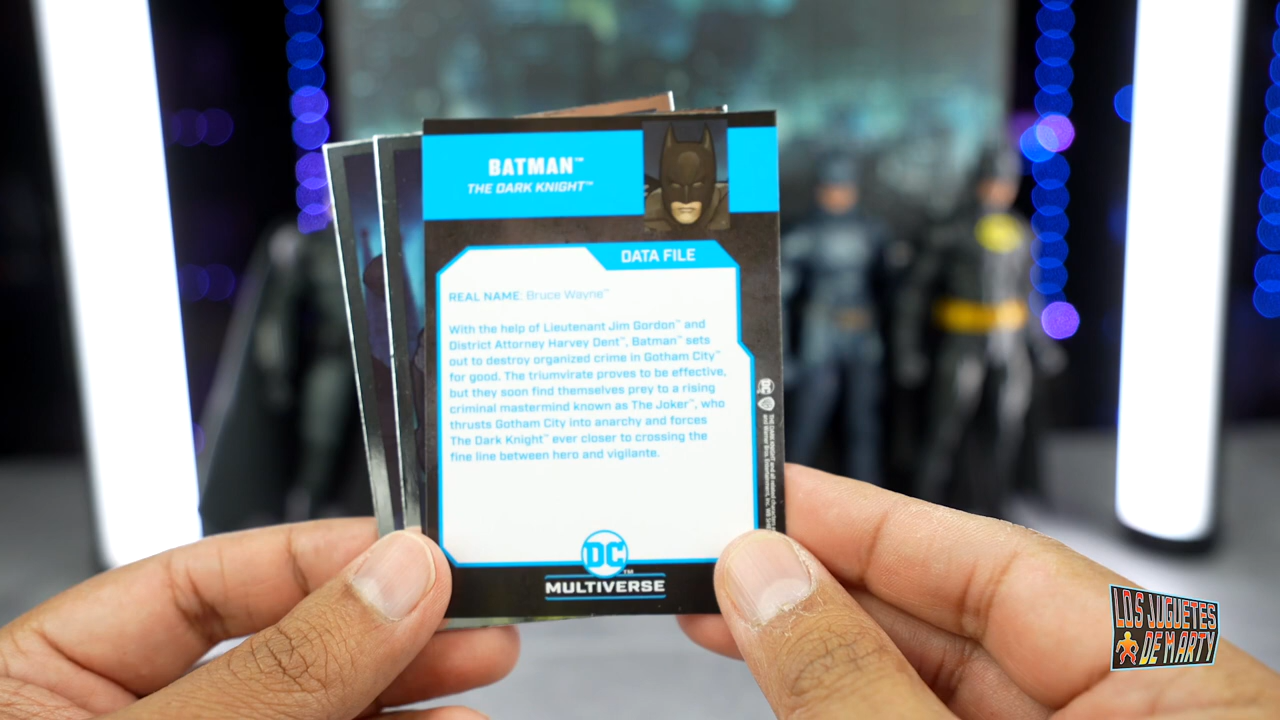 BATMAN™
THE DARK KNIGHT™
DATA FILE
REAL NAME: Bruce Wayne™
With the help of Lieutenant Jim Gordon™ and
District Attorney Harvey Dent™, Batman™ sets
out to destroy organized crime in Gotham City™
for good. The triumvirate proves to be effective,
but they soon find themselves prey to a rising
criminal mastermind known as The Joker™, who
thrusts Gotham City into anarchy and forces
The Dark Knight™ ever closer to crossing the
fine line between hero and vigilante.
DC™
MULTIVERSE
LOS JUGUETES
DE MARTY